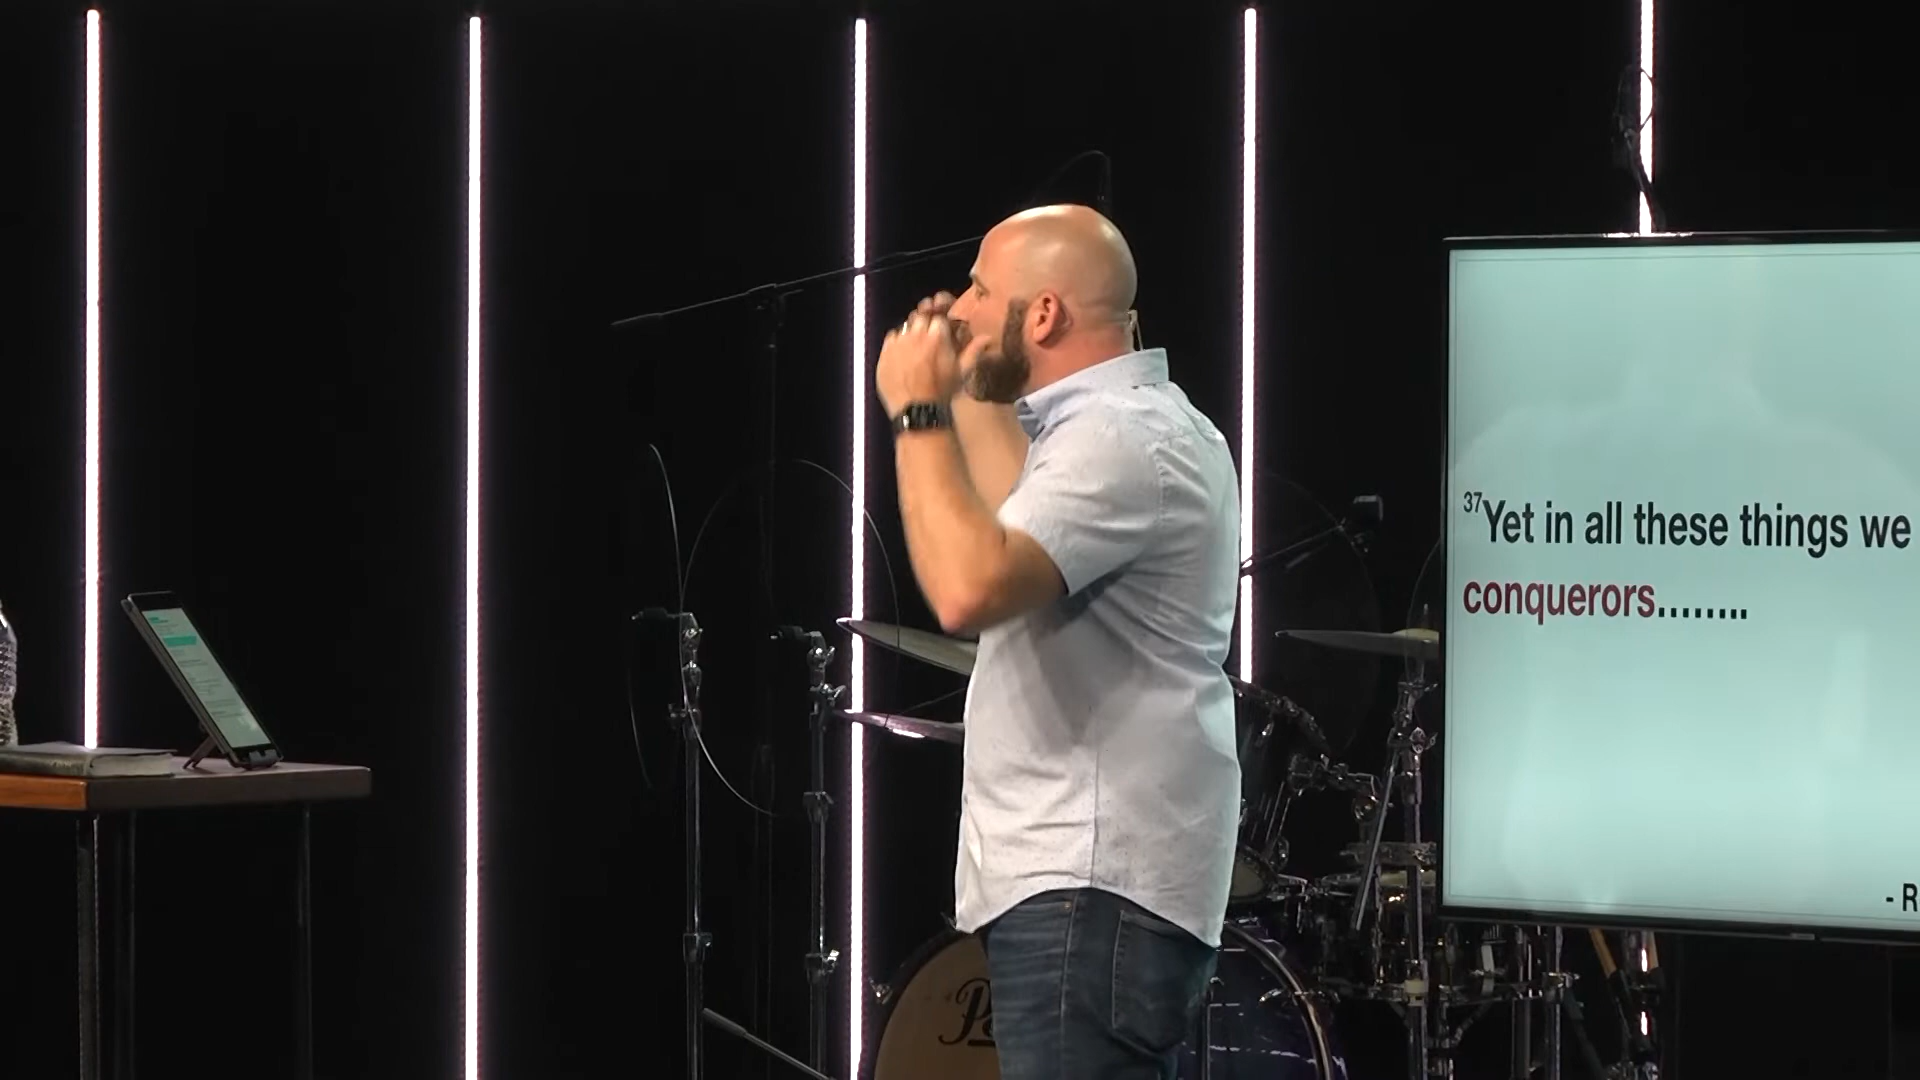 37Yet in all these things we
conquerors........
- R